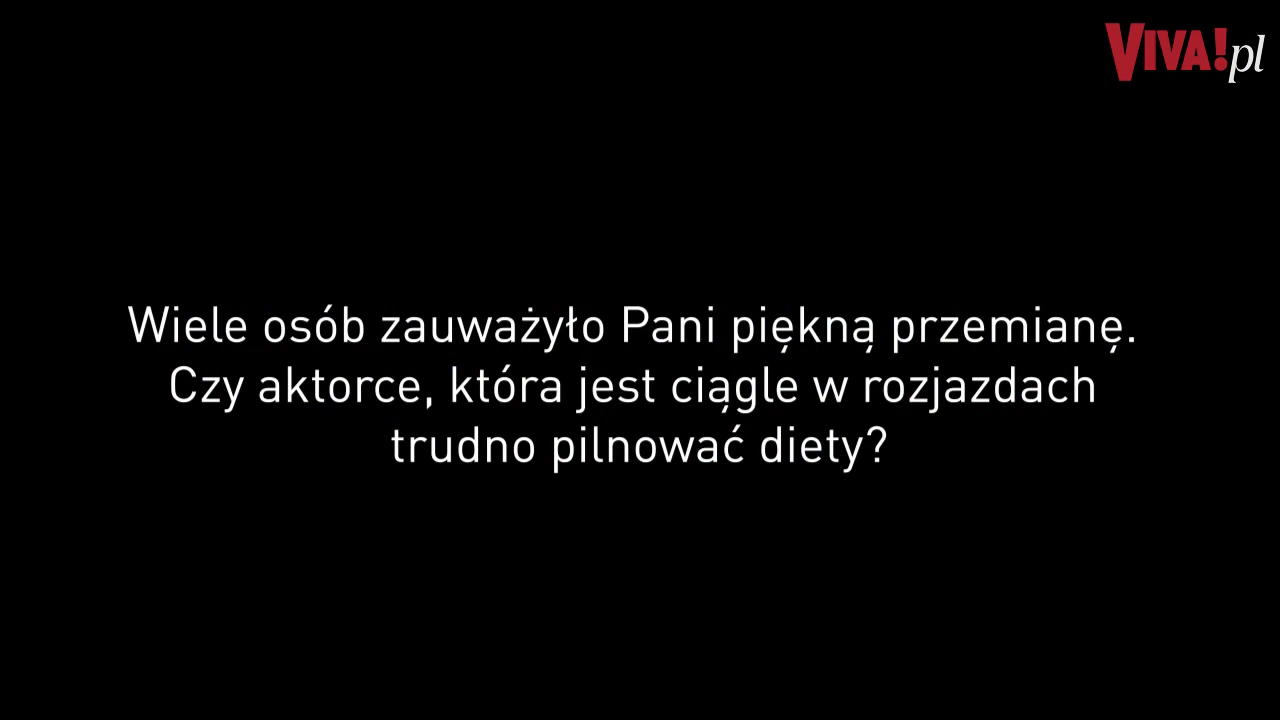 VIVA!pl
Wiele osób zauważyło Pani piękną przemianę.
Czy aktorce, która jest ciągle w rozjazdach
trudno pilnować diety?